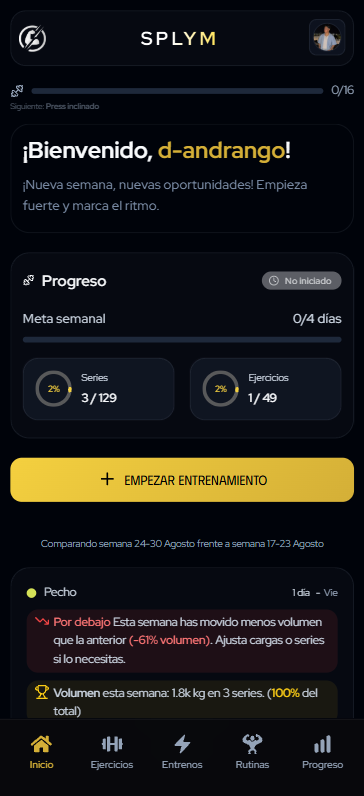 SPLYM
0/16
Siguiente: Press inclinado
¡Bienvenido, d-andrango!
¡Nueva semana, nuevas oportunidades! Empieza
fuerte y marca el ritmo.
Progreso
No iniciado
Meta semanal
0/4 días
2%
Series
3 / 129
2%
Ejercicios
1 / 49
EMPEZAR ENTRENAMIENTO
Comparando semana 24-30 Agosto frente a semana 17-23 Agosto
Pecho
1 día - Vie
Por debajo Esta semana has movido menos volumen
que la anterior (-61% volumen). Ajusta cargas o series
si lo necesitas.
Volumen esta semana: 1.8k kg en 3 series. (100% del
total)
Inicio
Ejercicios
Entrenos
Rutinas
Progreso